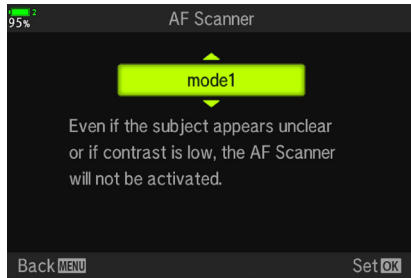 2
95%
AF Scanner
mode1
Even if the subject appears unclear
or if contrast is low, the AF Scanner
will not be activated.
Back MENU
Set OK